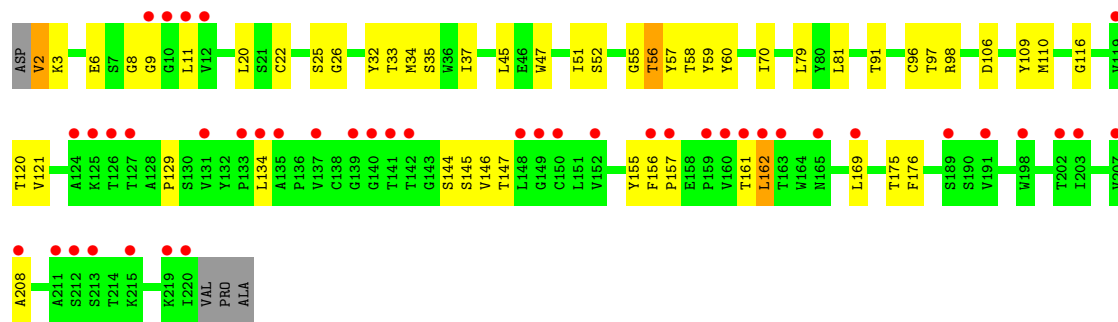 ASP V2 K3 E6 S7 G8 G9 G10 L11 V12 L20 S21 C22 S25 G26 Y32 T33 M34 S35 W36 I37 L45 E46 W47 I51 S52 G55 T56 Y57 T58 Y59 Y60 I70 L79 Y80 L81 T91 C96 T97 R98 D106 Y109 M110 G116 V119
T120 V121 A124 K125 T126 T127 A128 P129 S130 V131 Y132 P133 L134 A135 P136 V137 C138 G139 G140 T141 T142 G143 S144 S145 V146 T147 L148 G149 C150 L151 V152 Y155 F156 P157 E158 P159 V160 T161 L162 T163 W164 N165 L169 T175 F176 S189 S190 V191 W198 T202 I203 V207
A208 A211 S212 S213 T214 K215 K219 I220 VAL PRO ALA